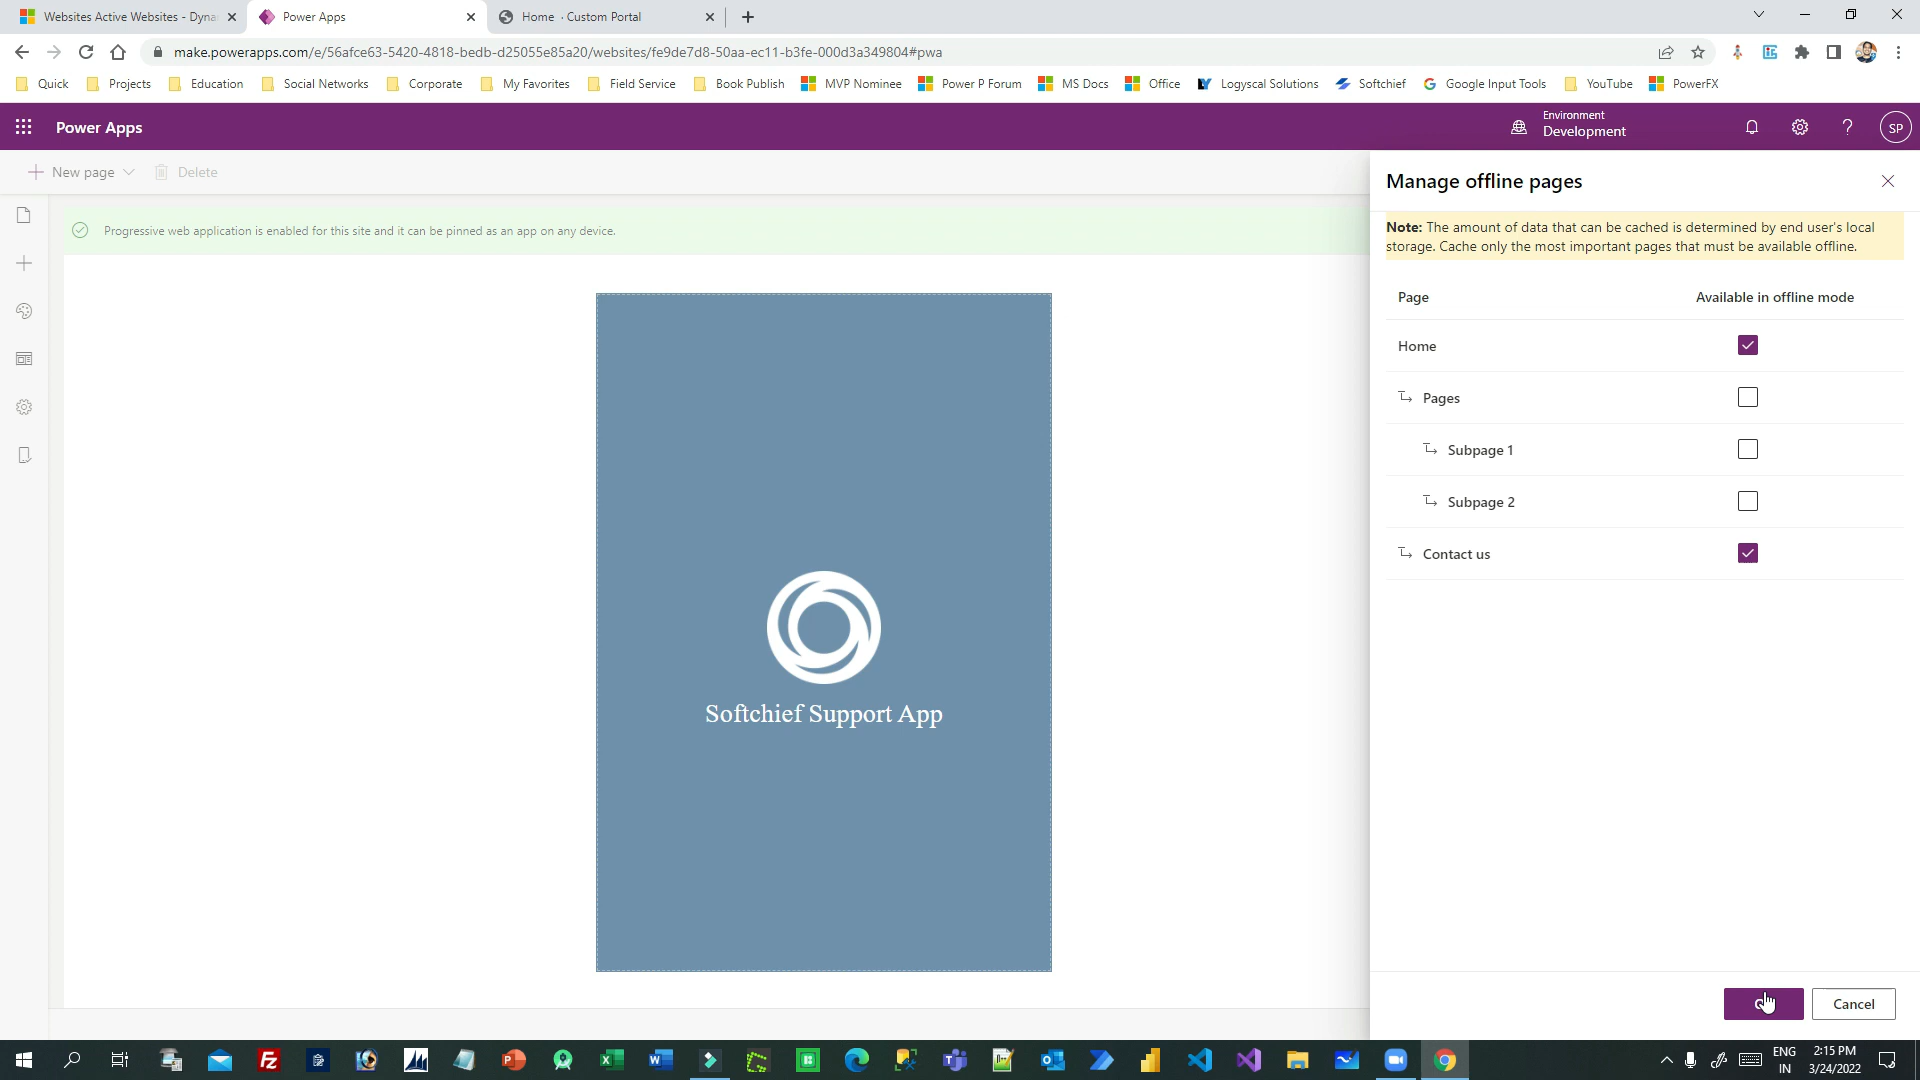 Websites Active Websites - Dyna
Power Apps
Home · Custom Portal
make.powerapps.com/e/56afce63-5420-4818-bedb-d25055e85a20/websites/fe9de7d8-50aa-ec11-b3fe-000d3a349804#pwa
Quick Projects Education Social Networks Corporate My Favorites Field Service Book Publish MVP Nominee Power P Forum MS Docs Office Logyscal Solutions Softchief Google Input Tools YouTube PowerFX
Power Apps
Environment
Development
SP
New page Delete
Progressive web application is enabled for this site and it can be pinned as an app on any device.
Softchief Support App
Manage offline pages
Note: The amount of data that can be cached is determined by end user's local
storage. Cache only the most important pages that must be available offline.
Page Available in offline mode
Home
Pages
Subpage 1
Subpage 2
Contact us
Cancel
ENG
IN
2:15 PM
3/24/2022